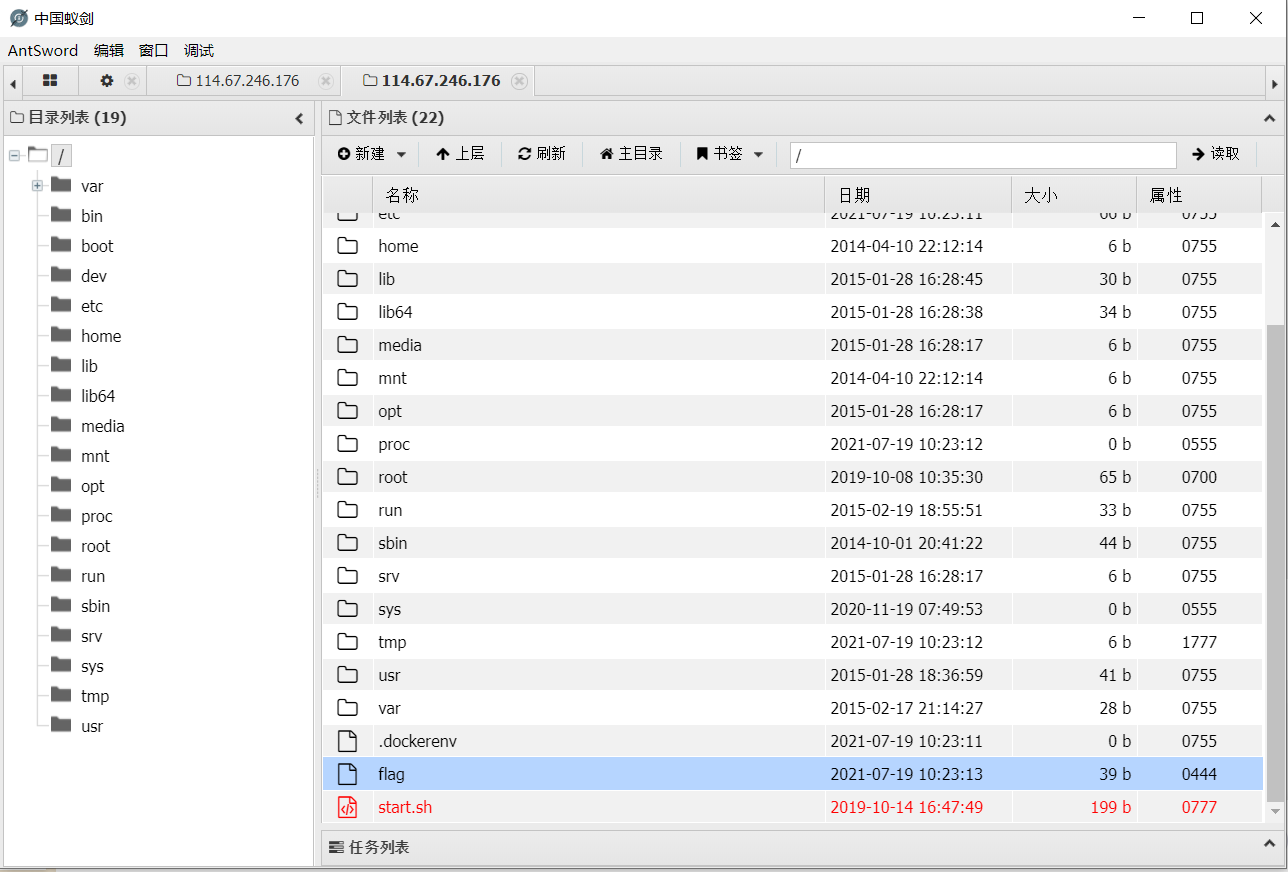 中国蚁剑
AntSword 编辑 窗口 调试
114.67.246.176 114.67.246.176
目录列表 (19)
/
var
bin
boot
dev
etc
home
lib
lib64
media
mnt
opt
proc
root
run
sbin
srv
sys
tmp
usr
文件列表 (22)
新建 上层 刷新 主目录 书签 / 读取
名称 日期 大小 属性
etc 2021-07-19 10:23:11 66 b 0755
home 2014-04-10 22:12:14 6 b 0755
lib 2015-01-28 16:28:45 30 b 0755
lib64 2015-01-28 16:28:38 34 b 0755
media 2015-01-28 16:28:17 6 b 0755
mnt 2014-04-10 22:12:14 6 b 0755
opt 2015-01-28 16:28:17 6 b 0755
proc 2021-07-19 10:23:12 0 b 0555
root 2019-10-08 10:35:30 65 b 0700
run 2015-02-19 18:55:51 33 b 0755
sbin 2014-10-01 20:41:22 44 b 0755
srv 2015-01-28 16:28:17 6 b 0755
sys 2020-11-19 07:49:53 0 b 0555
tmp 2021-07-19 10:23:12 6 b 1777
usr 2015-01-28 18:36:59 41 b 0755
var 2015-02-17 21:14:27 28 b 0755
.dockerenv 2021-07-19 10:23:11 0 b 0755
flag 2021-07-19 10:23:13 39 b 0444
start.sh 2019-10-14 16:47:49 199 b 0777
任务列表